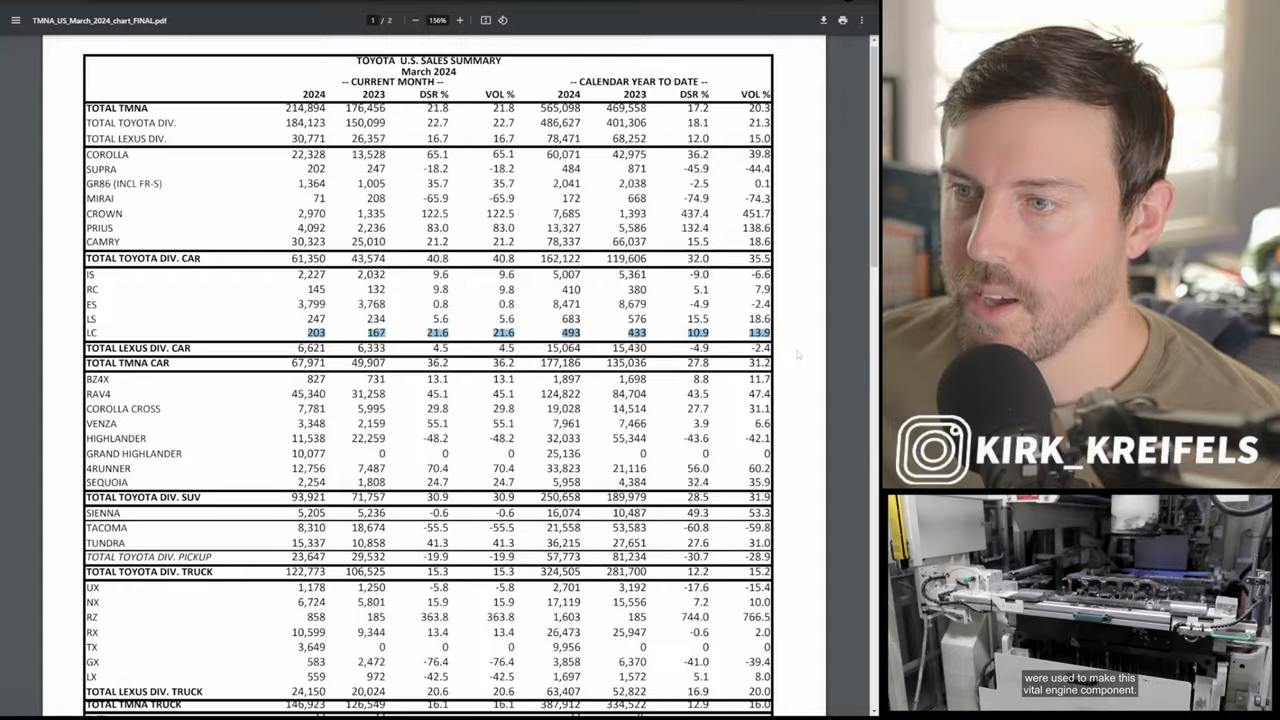 TMNA_US_March_2024_chart_FINAL.pdf
1 / 2
156%
TOYOTA U.S. SALES SUMMARY
March 2024
-- CURRENT MONTH -- -- CALENDAR YEAR TO DATE --
2024 2023 DSR % VOL % 2024 2023 DSR % VOL %
TOTAL TMNA 214,894 176,456 21.8 21.8 565,098 469,558 17.2 20.3
TOTAL TOYOTA DIV. 184,123 150,099 22.7 22.7 486,627 401,306 18.1 21.3
TOTAL LEXUS DIV. 30,771 26,357 16.7 16.7 78,471 68,252 12.0 15.0
COROLLA 22,328 13,528 65.1 65.1 60,071 42,975 36.2 39.8
SUPRA 202 247 -18.2 -18.2 484 871 -45.9 -44.4
GR86 (INCL FR-S) 1,364 1,005 35.7 35.7 2,041 2,038 -2.5 0.1
MIRAI 71 208 -65.9 -65.9 172 668 -74.9 -74.3
CROWN 2,970 1,335 122.5 122.5 7,685 1,393 437.4 451.7
PRIUS 4,092 2,236 83.0 83.0 13,327 5,586 132.4 138.6
CAMRY 30,323 25,010 21.2 21.2 78,337 66,037 15.5 18.6
TOTAL TOYOTA DIV. CAR 61,350 43,574 40.8 40.8 162,122 119,606 32.0 35.5
IS 2,227 2,032 9.6 9.6 5,007 5,361 -9.0 -6.6
RC 145 132 9.8 9.8 410 380 5.1 7.9
ES 3,799 3,768 0.8 0.8 8,471 8,679 -4.9 -2.4
LS 247 234 5.6 5.6 683 576 15.5 18.6
LC 203 167 21.6 21.6 493 433 10.9 13.9
TOTAL LEXUS DIV. CAR 6,621 6,333 4.5 4.5 15,064 15,430 -4.9 -2.4
TOTAL TMNA CAR 67,971 49,907 36.2 36.2 177,186 135,036 27.8 31.2
BZ4X 827 731 13.1 13.1 1,897 1,698 8.8 11.7
RAV4 45,340 31,258 45.1 45.1 124,822 84,704 43.5 47.4
COROLLA CROSS 7,781 5,995 29.8 29.8 19,028 14,514 27.7 31.1
VENZA 3,348 2,159 55.1 55.1 7,961 7,466 3.9 6.6
HIGHLANDER 11,538 22,259 -48.2 -48.2 32,033 55,344 -43.6 -42.1
GRAND HIGHLANDER 10,077 0 0 0 25,136 0 0 0
4RUNNER 12,756 7,487 70.4 70.4 33,823 21,116 56.0 60.2
SEQUOIA 2,254 1,808 24.7 24.7 5,958 4,384 32.4 35.9
TOTAL TOYOTA DIV. SUV 93,921 71,757 30.9 30.9 250,658 189,979 28.5 31.9
SIENNA 5,205 5,236 -0.6 -0.6 16,074 10,487 49.3 53.3
TACOMA 8,310 18,674 -55.5 -55.5 21,558 53,583 -60.8 -59.8
TUNDRA 15,337 10,858 41.3 41.3 36,215 27,651 27.6 31.0
TOTAL TOYOTA DIV. PICKUP 23,647 29,532 -19.9 -19.9 57,773 81,234 -30.7 -28.9
TOTAL TOYOTA DIV. TRUCK 122,773 106,525 15.3 15.3 324,505 281,700 12.2 15.2
UX 1,178 1,250 -5.8 -5.8 2,701 3,192 -17.6 -15.4
NX 6,724 5,801 15.9 15.9 17,119 15,556 7.2 10.0
RZ 858 185 363.8 363.8 1,603 185 744.0 766.5
RX 10,599 9,344 13.4 13.4 26,473 25,947 -0.6 2.0
TX 3,649 0 0 0 9,956 0 0 0
GX 583 2,472 -76.4 -76.4 3,858 6,370 -41.0 -39.4
LX 559 972 -42.5 -42.5 1,697 1,572 5.1 8.0
TOTAL LEXUS DIV. TRUCK 24,150 20,024 20.6 20.6 63,407 52,822 16.9 20.0
TOTAL TMNA TRUCK 146,923 126,549 16.1 16.1 387,912 334,522 12.9 16.0
KIRK_KREIFELS
were used to make this
vital engine component.